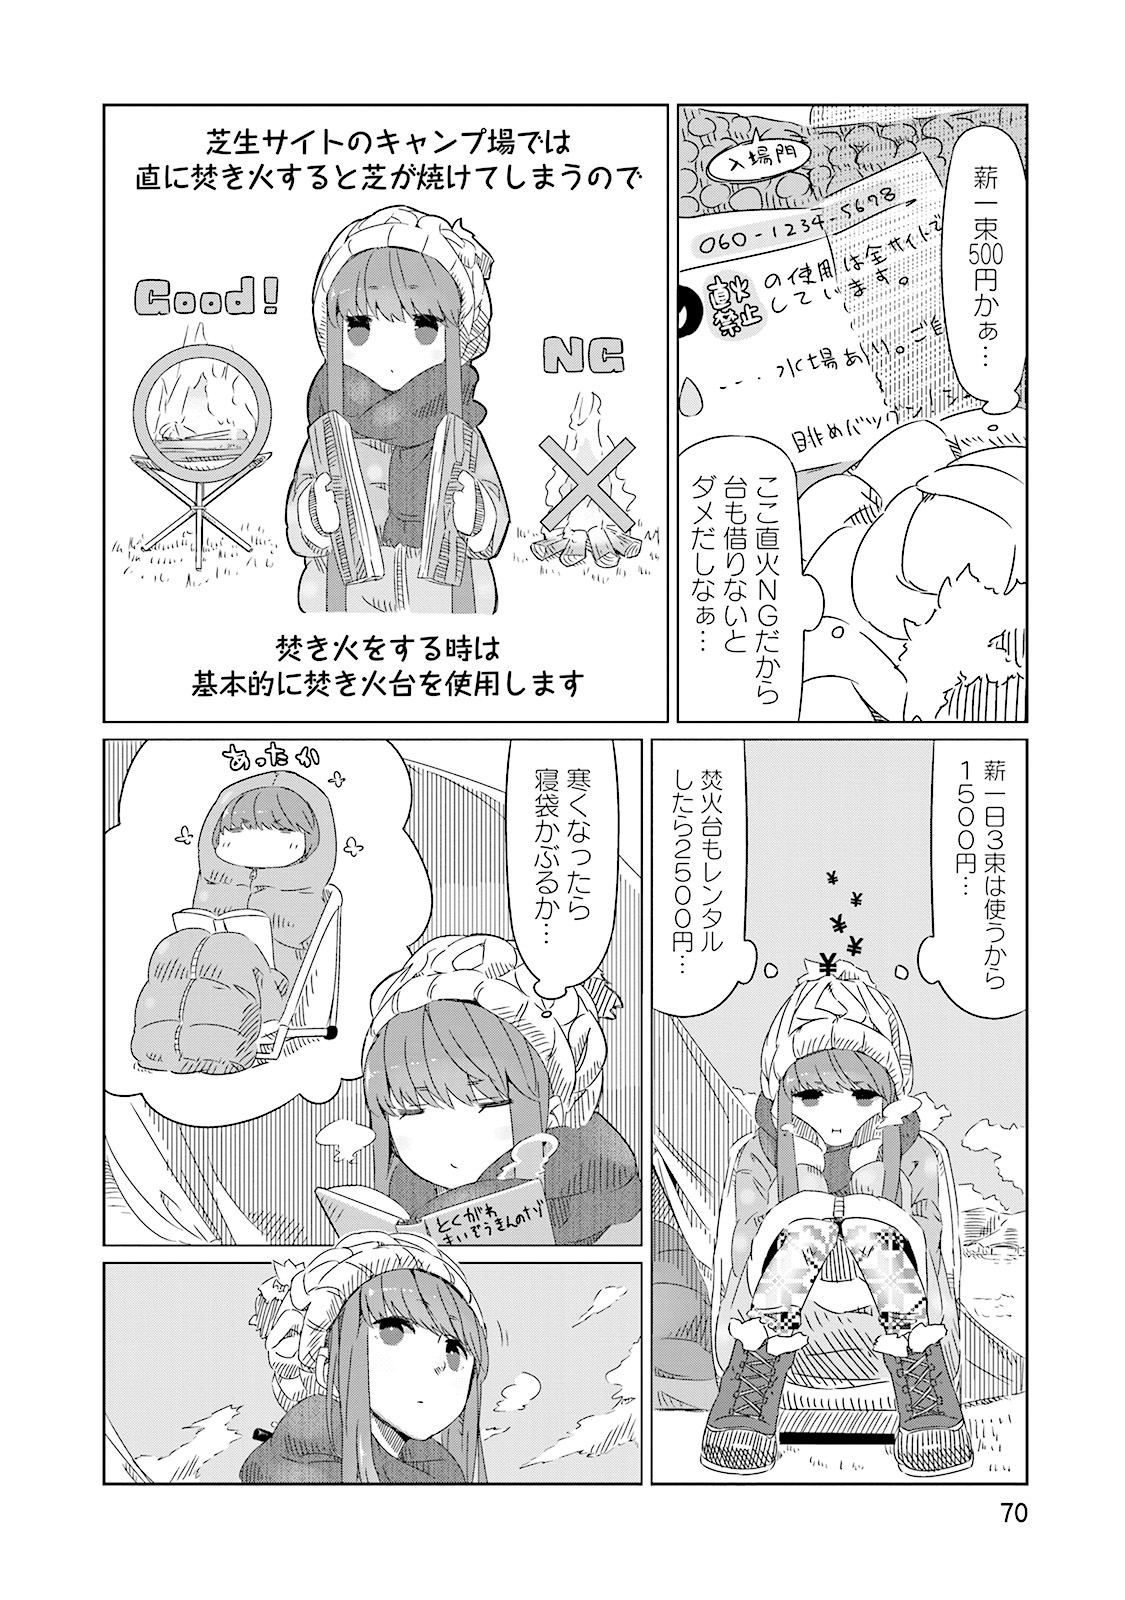 薪一束
500円かぁ…
入場門
060-1234-5678
直火
禁止
の使用は全サイトで
しています。
水場あり。ご自
眺めバツグン！
ここ直火NGだから
台も借りないと
ダメだしなぁ…
芝生サイトのキャンプ場では
直に焚き火すると芝が焼けてしまうので
Good!
NG
焚き火をする時は
基本的に焚き火台を使用します
薪一日3束は使うから
1500円…
焚火台もレンタル
したら2500円…
¥
¥
¥
¥
¥
寒くなったら
寝袋かぶるか…
あったか
とくがわ
まいぞうきんのナゾ
70